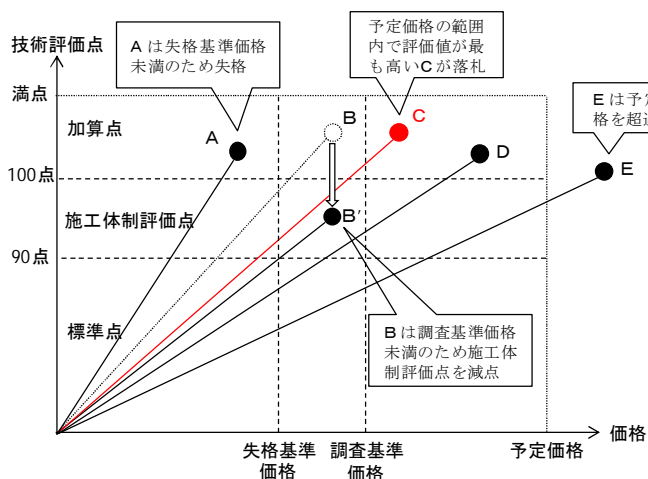 技術評価点
満点
加算点
100点
施工体制評価点
90点
標準点
Aは失格基準価格
未満のため失格
予定価格の範囲
内で評価値が最
も高いCが落札
Eは予定
格を超過
A
B
C
D
E
B′
Bは調査基準価格
未満のため施工体
制評価点を減点
価格
失格基準
価格
調査基準
価格
予定価格